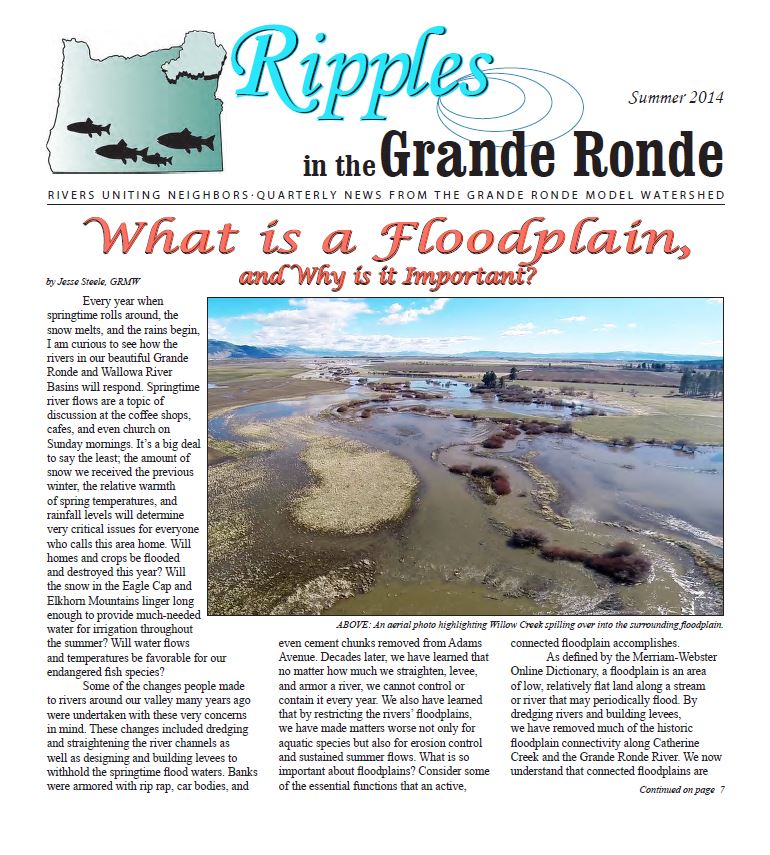 Ripples
Summer 2014
in the Grande Ronde
RIVERS UNITING NEIGHBORS·QUARTERLY NEWS FROM THE GRANDE RONDE MODEL WATERSHED
What is a Floodplain,
and Why is it Important?
by Jesse Steele, GRMW
Every year when
springtime rolls around, the
snow melts, and the rains begin,
I am curious to see how the
rivers in our beautiful Grande
Ronde and Wallowa River
Basins will respond. Springtime
river flows are a topic of
discussion at the coffee shops,
cafes, and even church on
Sunday mornings. It's a big deal
to say the least; the amount of
snow we received the previous
winter, the relative warmth
of spring temperatures, and
rainfall levels will determine
very critical issues for everyone
who calls this area home. Will
homes and crops be flooded
and destroyed this year? Will
the snow in the Eagle Cap and
Elkhorn Mountains linger long
enough to provide much-needed
water for irrigation throughout
the summer? Will water flows
and temperatures be favorable for our
endangered fish species?
Some of the changes people made
to rivers around our valley many years ago
were undertaken with these very concerns
in mind. These changes included dredging
and straightening the river channels as
well as designing and building levees to
withhold the springtime flood waters. Banks
were armored with rip rap, car bodies, and
ABOVE: An aerial photo highlighting Willow Creek spilling over into the surrounding floodplain.
even cement chunks removed from Adams
Avenue. Decades later, we have learned that
no matter how much we straighten, levee,
and armor a river, we cannot control or
contain it every year. We also have learned
that by restricting the rivers' floodplains,
we have made matters worse not only for
aquatic species but also for erosion control
and sustained summer flows. What is so
important about floodplains? Consider some
of the essential functions that an active,
connected floodplain accomplishes.
As defined by the Merriam-Webster
Online Dictionary, a floodplain is an area
of low, relatively flat land along a stream
or river that may periodically flood. By
dredging rivers and building levees,
we have removed much of the historic
floodplain connectivity along Catherine
Creek and the Grande Ronde River. We now
understand that connected floodplains are
Continued on page 7